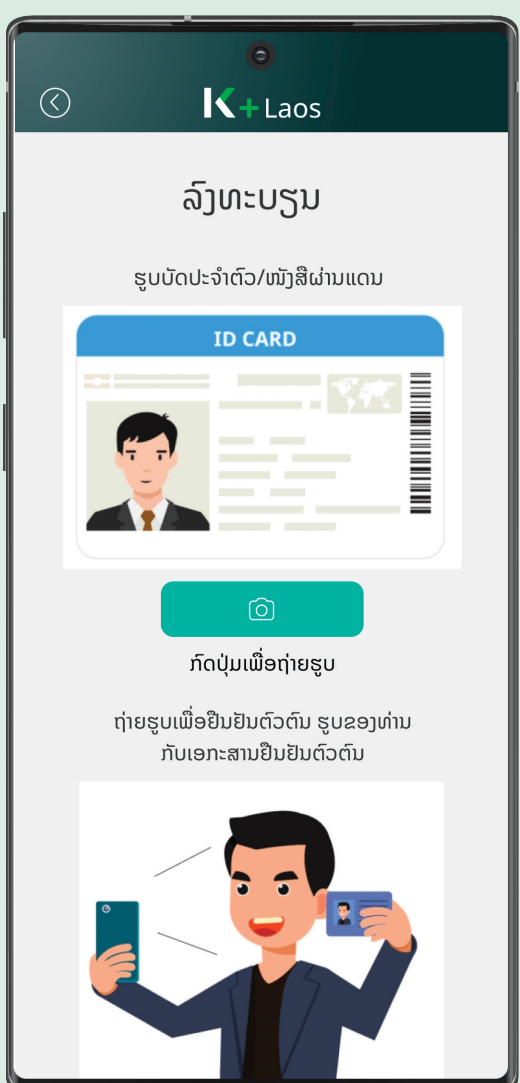 K+ Laos
ລົງທະບຽນ
ຮູບບັດປະຈຳຕົວ/ໜັງສືຜ່ານແດນ
ID CARD
ກົດປຸ່ມເພື່ອຖ່າຍຮູບ
ຖ່າຍຮູບເພື່ອຢືນຢັນຕົວຕົນ ຮູບຂອງທ່ານ
ກັບເອກະສານຢືນຢັນຕົວຕົນ